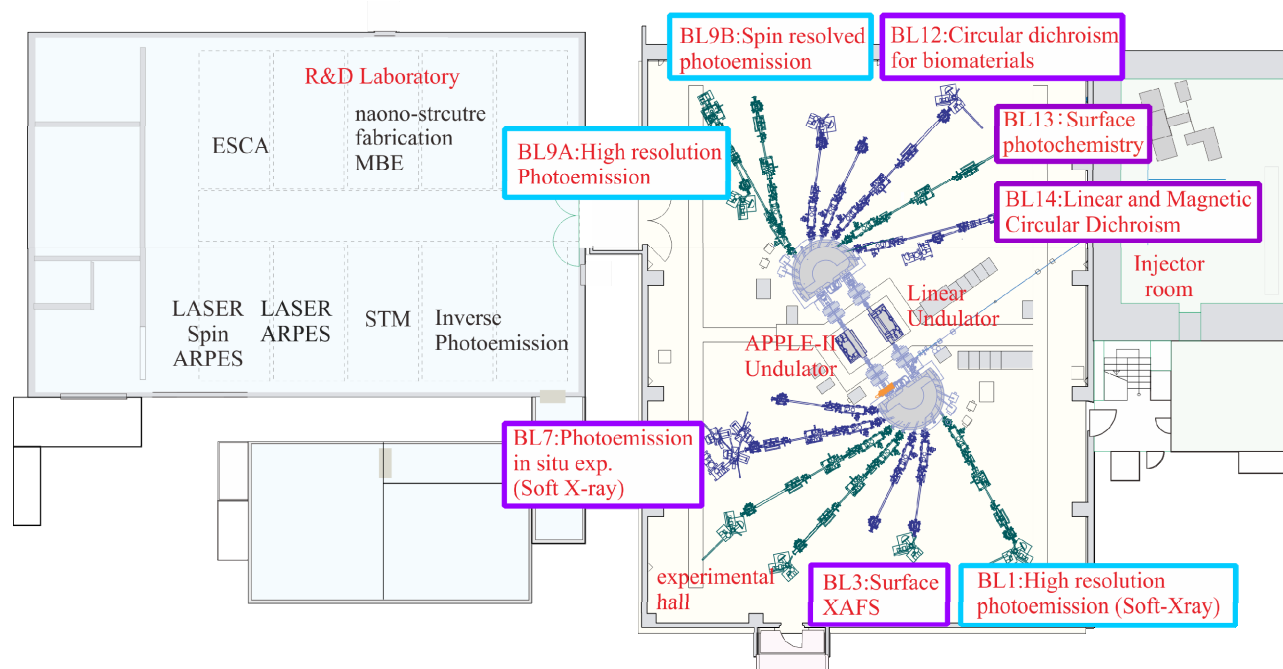 R&D Laboratory
ESCA
naono-strcutre
fabrication
MBE
LASER
Spin
ARPES
LASER
ARPES
STM
Inverse
Photoemission
BL9B:Spin resolved
photoemission
BL12:Circular dichroism
for biomaterials
BL9A:High resolution
Photoemission
BL13:Surface
photochemistry
BL14:Linear and Magnetic
Circular Dichroism
Injector
room
Linear
Undulator
APPLE-II
Undulator
BL7:Photoemission
in situ exp.
(Soft X-ray)
experimental
hall
BL3:Surface
XAFS
BL1:High resolution
photoemission (Soft-Xray)